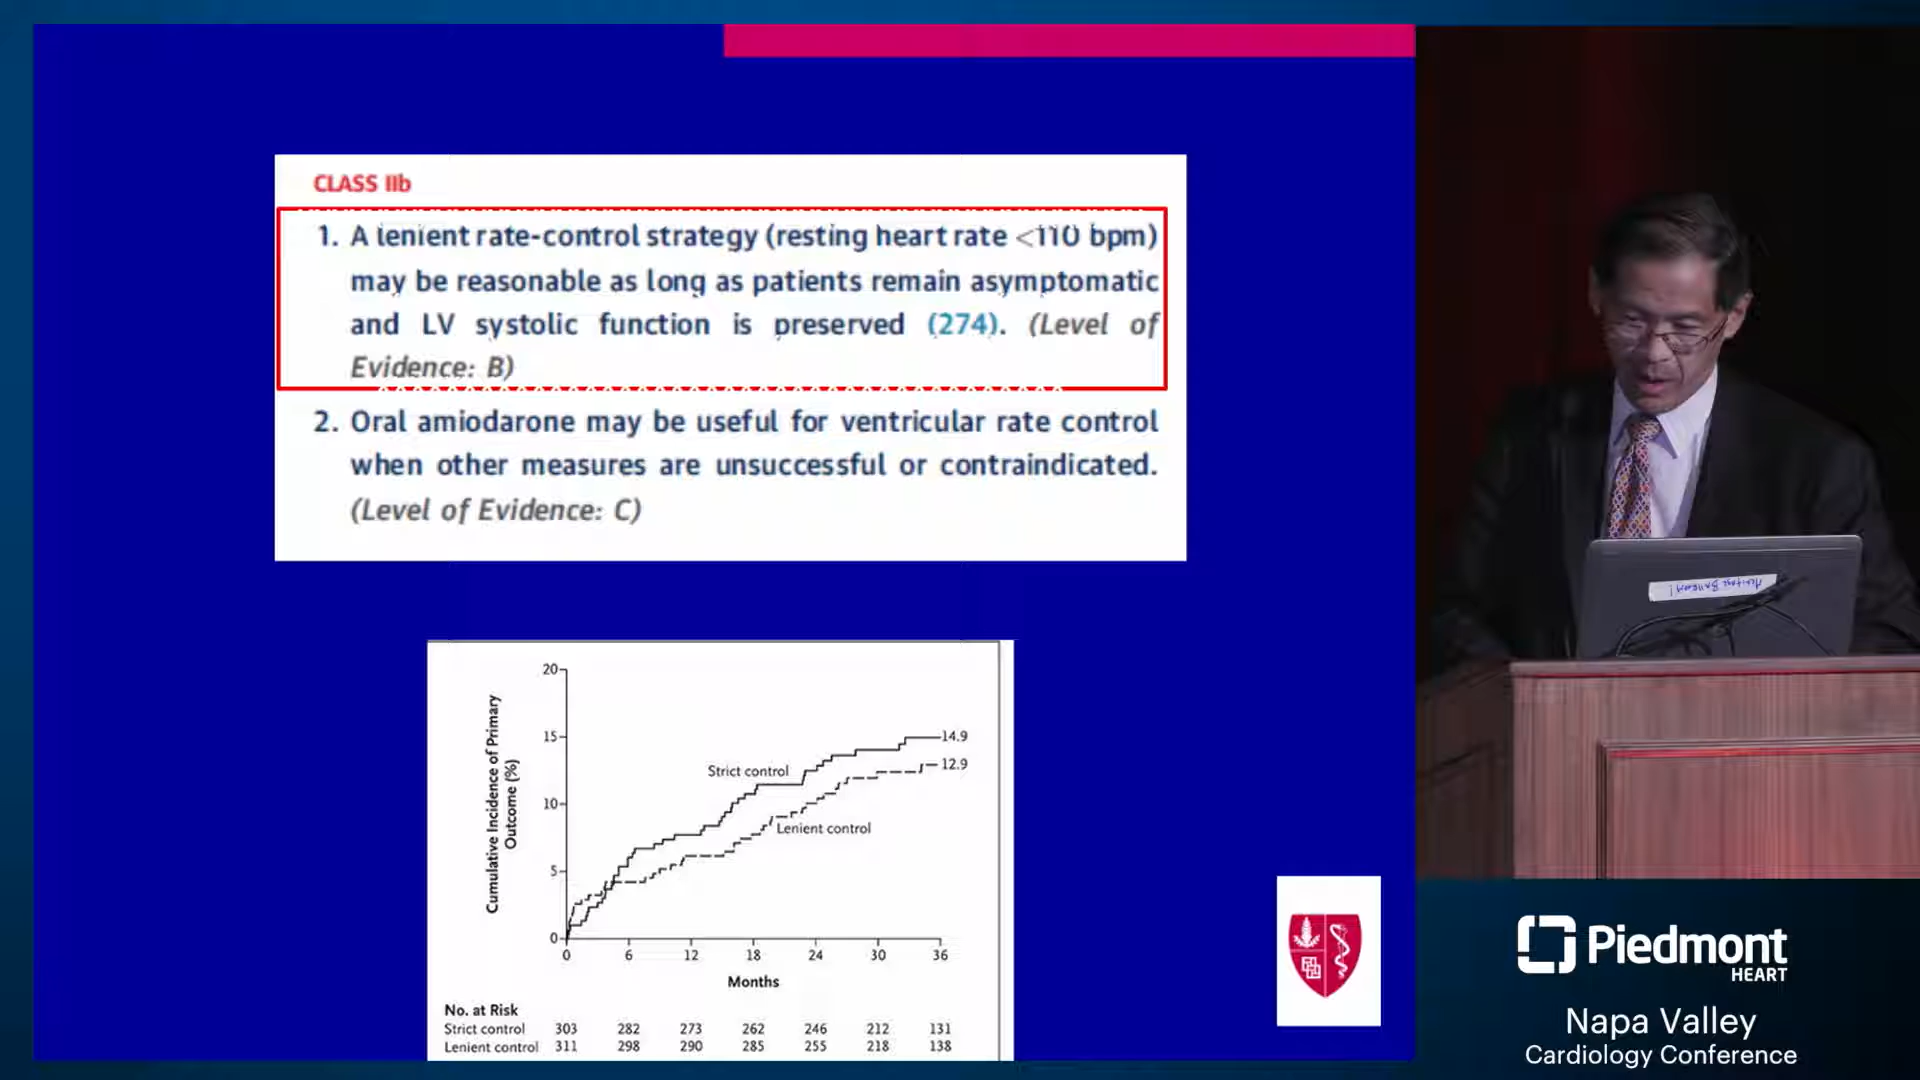 CLASS IIb
1. A lenient rate-control strategy (resting heart rate <110 bpm)
may be reasonable as long as patients remain asymptomatic
and LV systolic function is preserved (274). (Level of
Evidence: B)
2. Oral amiodarone may be useful for ventricular rate control
when other measures are unsuccessful or contraindicated.
(Level of Evidence: C)
Cumulative Incidence of Primary
Outcome (%)
20
15
10
5
0
Strict control
14.9
12.9
Lenient control
0 6 12 18 24 30 36
Months
No. at Risk
Strict control 303 282 273 262 246 212 131
Lenient control 311 298 290 285 255 218 138
Piedmont
HEART
Napa Valley
Cardiology Conference